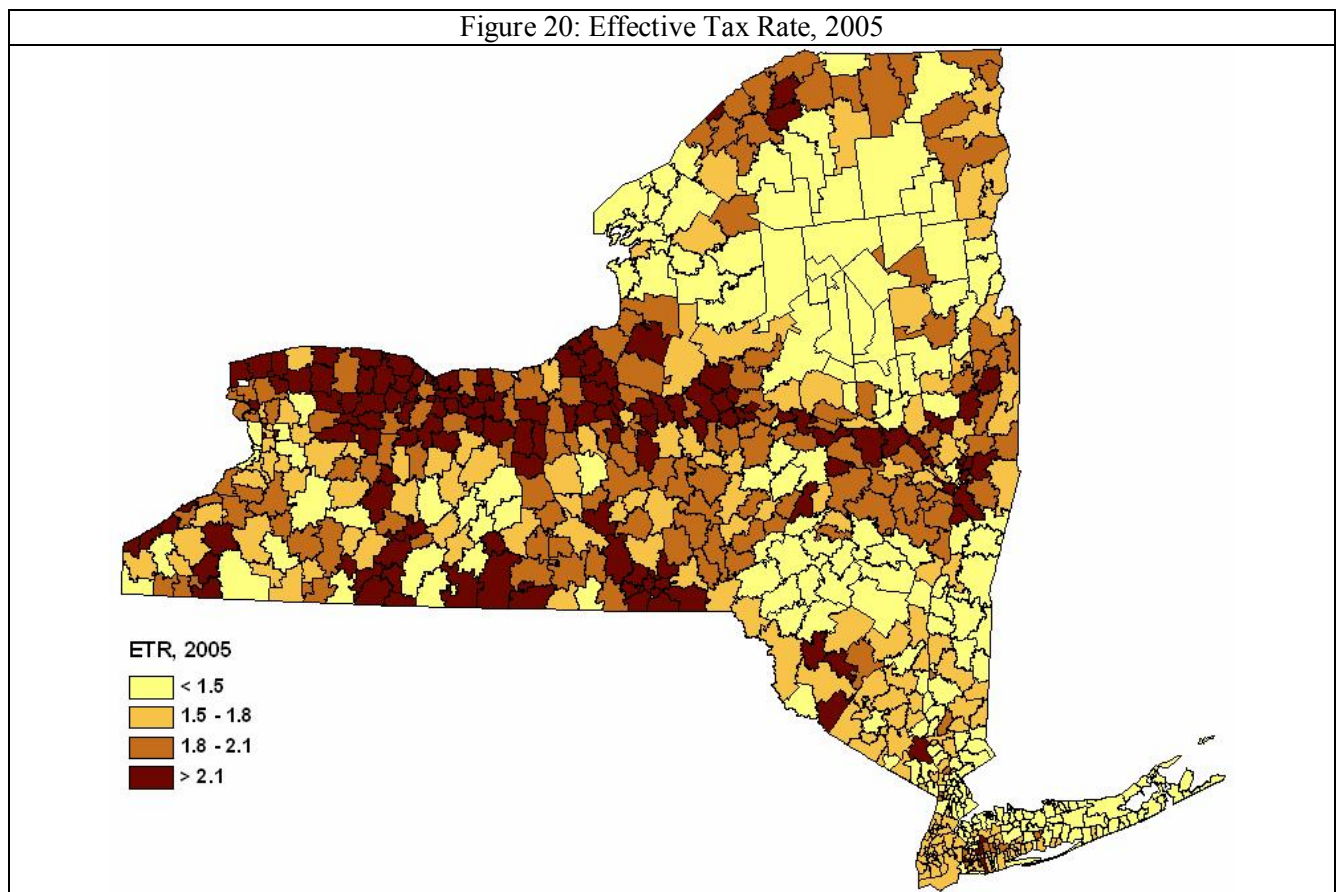 Figure 20: Effective Tax Rate, 2005
ETR, 2005
< 1.5
1.5 - 1.8
1.8 - 2.1
> 2.1